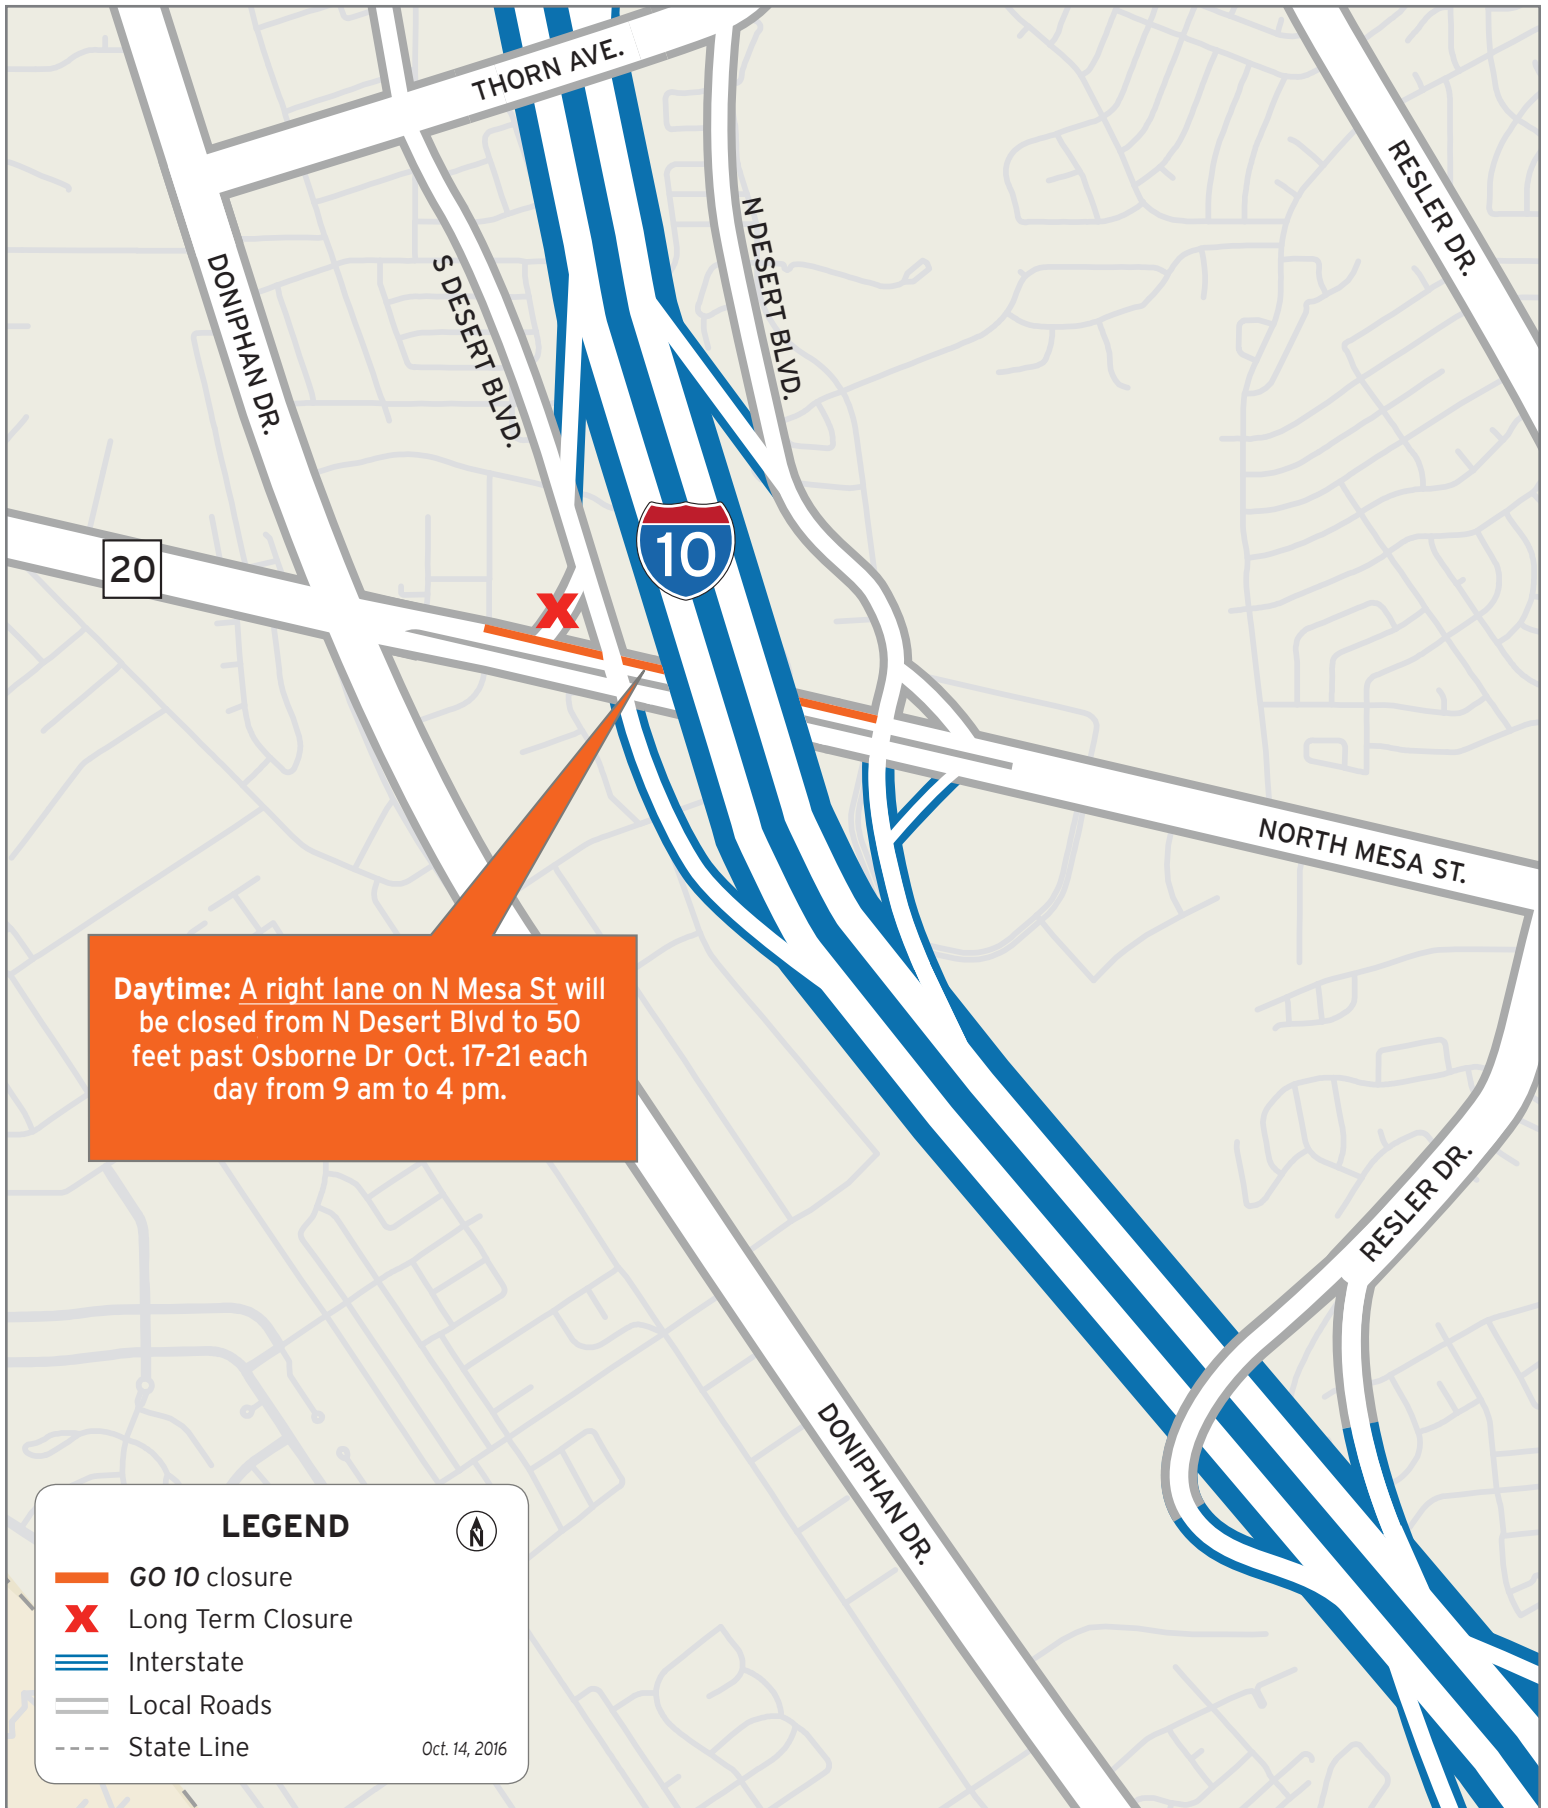 THORN AVE.
RESLER DR.
N DESERT BLVD.
S DESERT BLVD.
DONIPHAN DR.
10
20
NORTH MESA ST.
Daytime: A right lane on N Mesa St will
be closed from N Desert Blvd to 50
feet past Osborne Dr Oct. 17-21 each
day from 9 am to 4 pm.
RESLER DR.
DONIPHAN DR.
LEGEND
N
GO 10 closure
X Long Term Closure
Interstate
Local Roads
State Line
Oct. 14, 2016